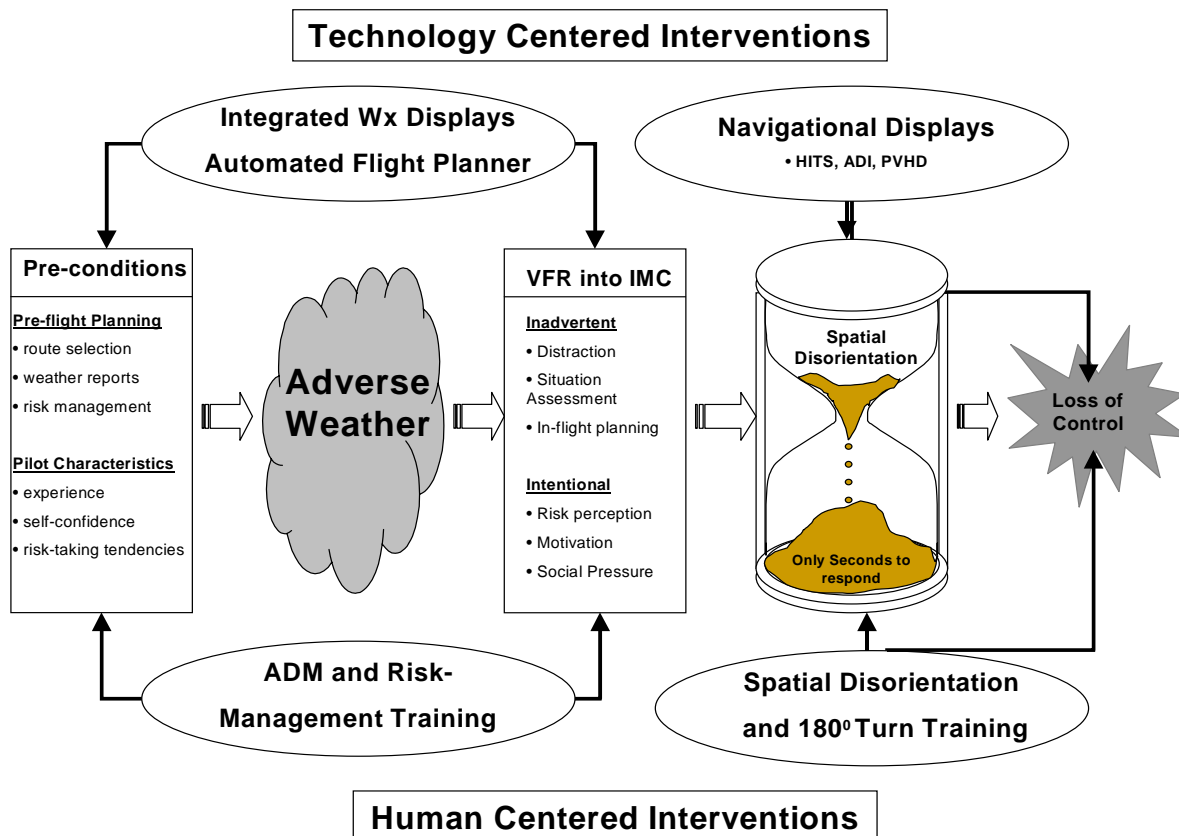 Technology Centered Interventions
Integrated Wx Displays
Automated Flight Planner
Navigational Displays
• HITS, ADI, PVHD
Pre-conditions
Pre-flight Planning
• route selection
• weather reports
• risk management
Pilot Characteristics
• experience
• self-confidence
• risk-taking tendencies
Adverse
Weather
VFR into IMC
Inadvertent
• Distraction
• Situation
Assessment
• In-flight planning
Intentional
• Risk perception
• Motivation
• Social Pressure
Spatial
Disorientation
Only Seconds to
respond
Loss of
Control
ADM and Risk-
Management Training
Spatial Disorientation
and 180⁰ Turn Training
Human Centered Interventions